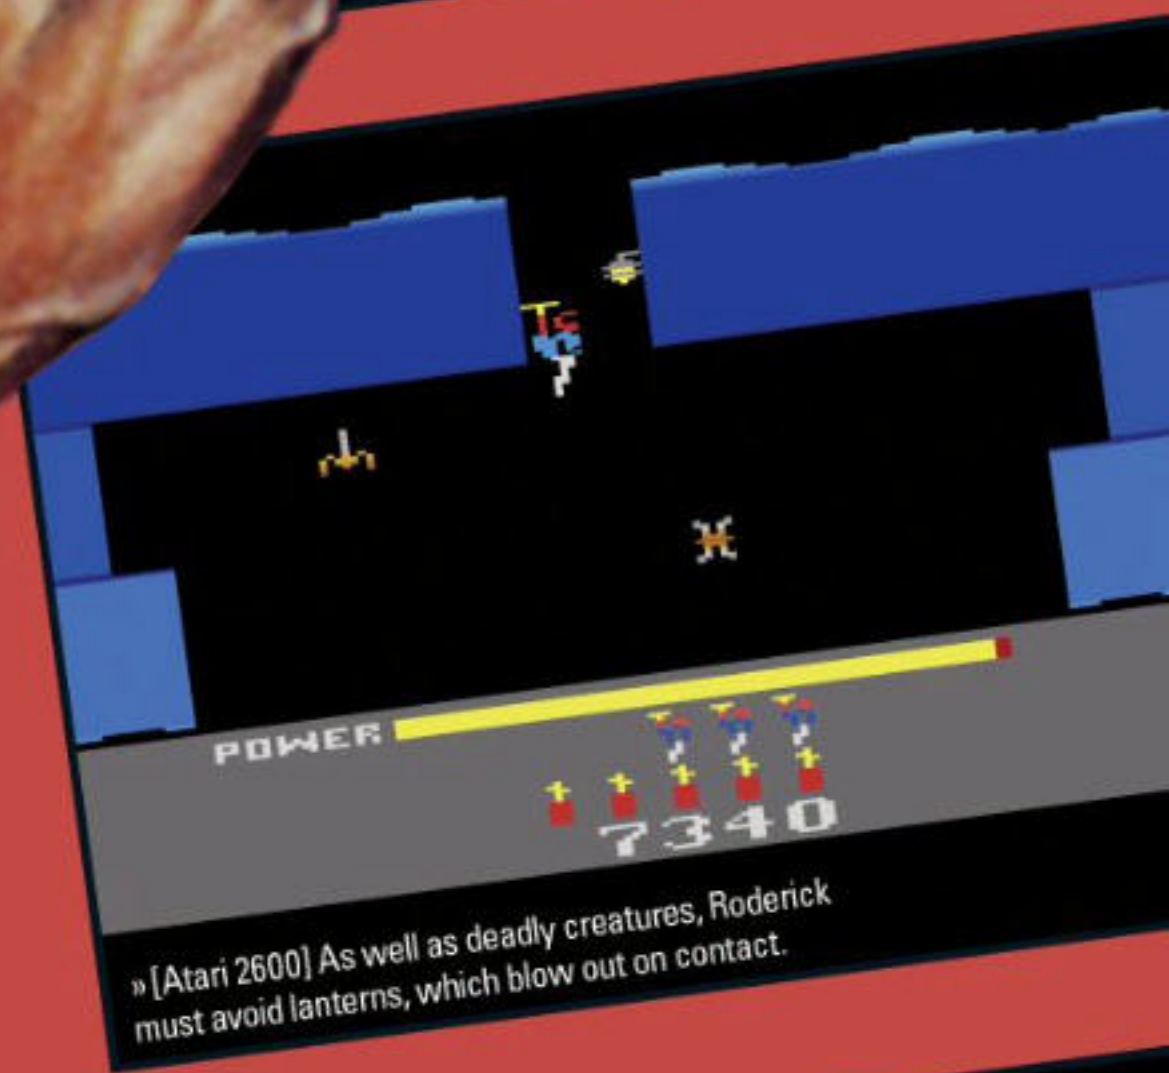 POWER
7340
» [Atari 2600] As well as deadly creatures, Roderick
must avoid lanterns, which blow out on contact.